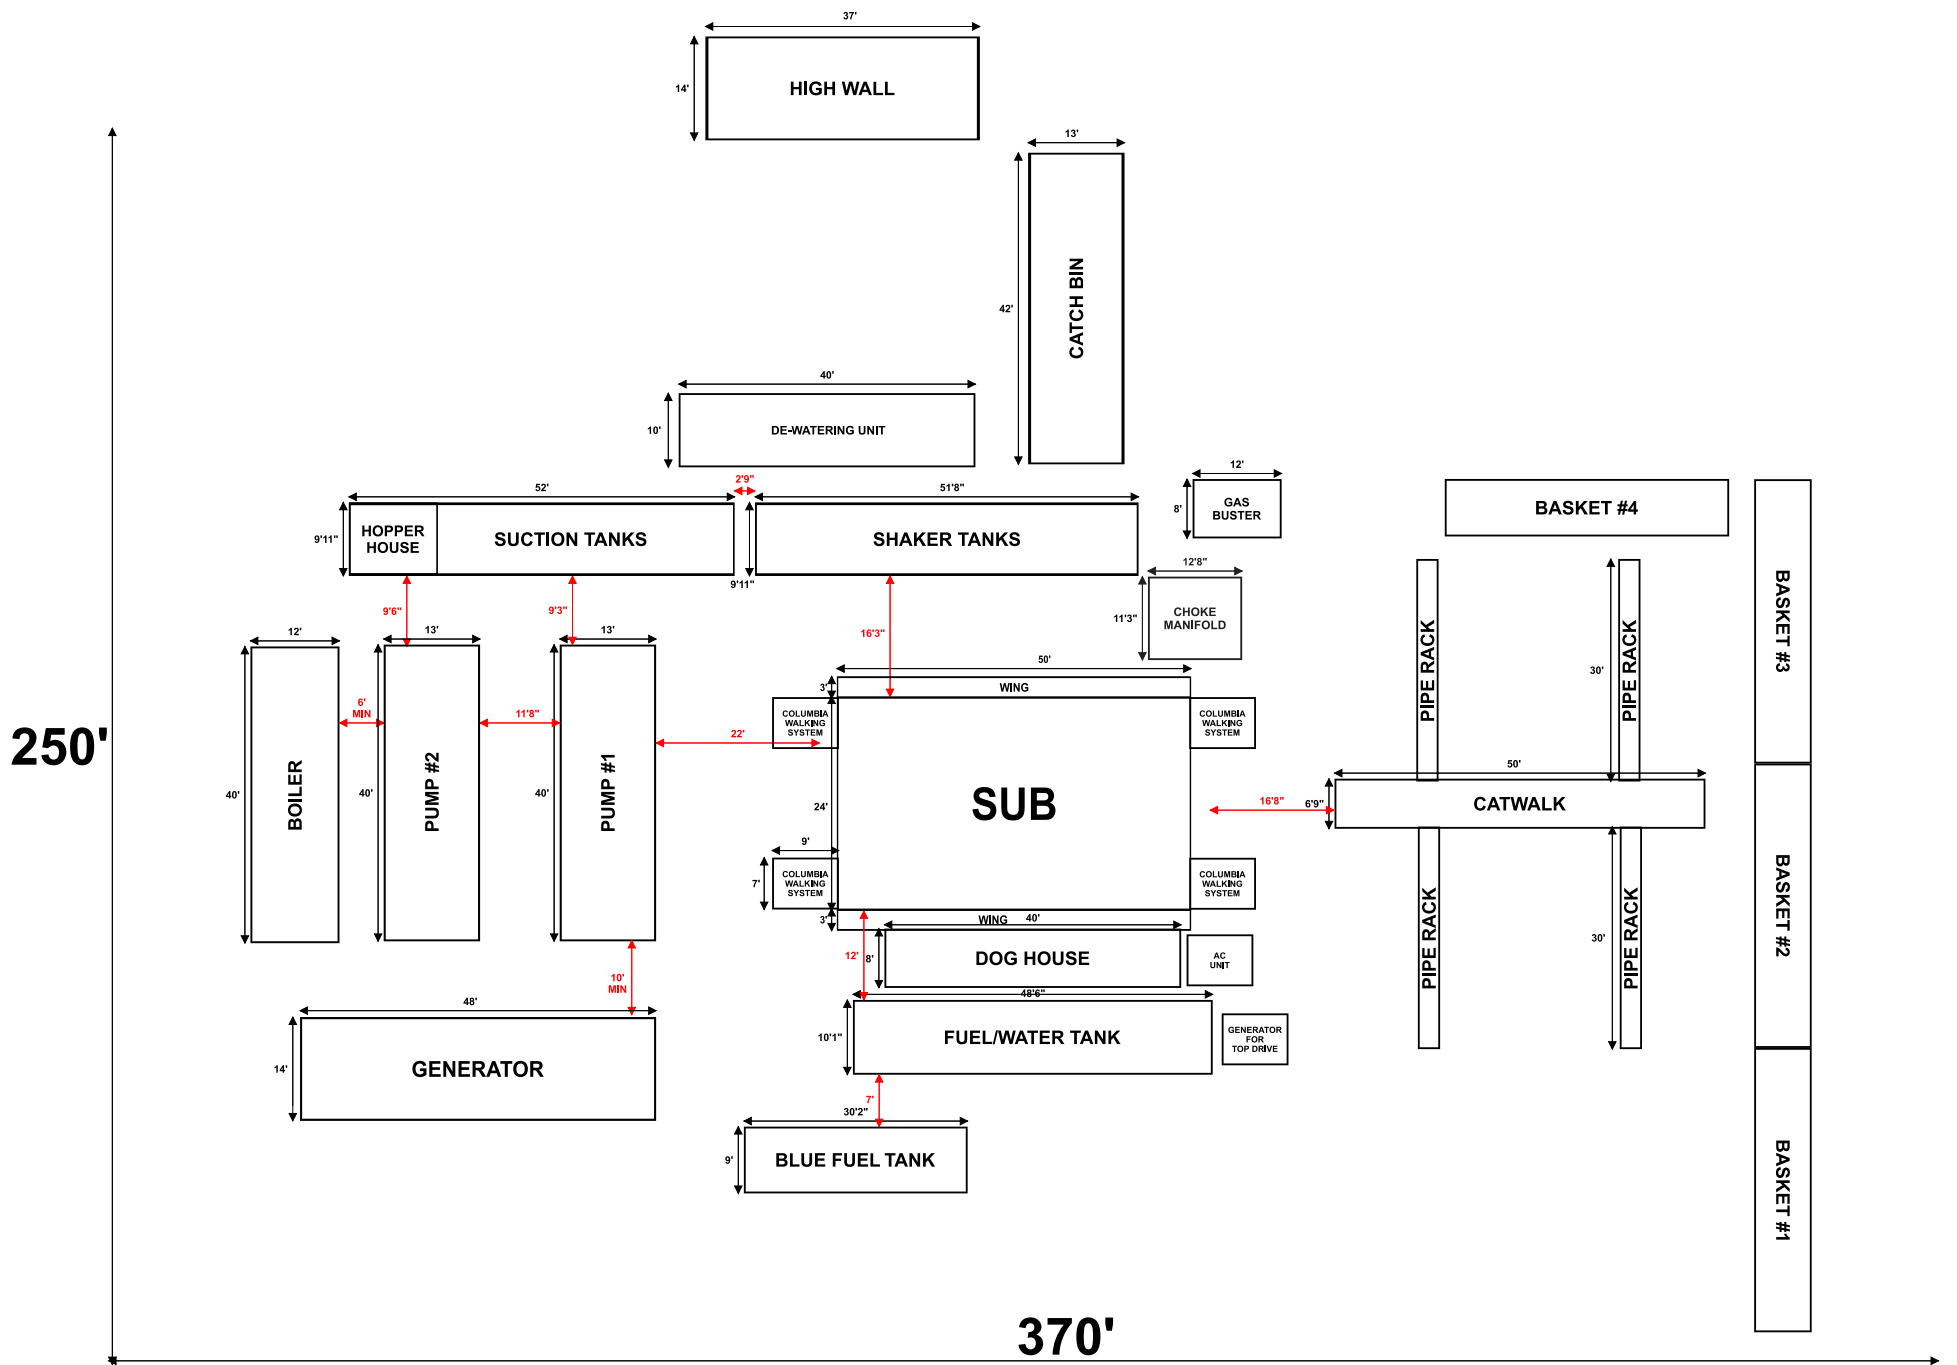 37'
14'
HIGH WALL
13'
42'
CATCH BIN
40'
10'
DE-WATERING UNIT
52'
2'9"
51'8"
12'
8'
GAS
BUSTER
BASKET #4
9'11"
HOPPER
HOUSE
SUCTION TANKS
9'11"
SHAKER TANKS
12'8"
11'3"
CHOKE
MANIFOLD
9'6"
9'3"
16'3"
12'
13'
13'
50'
3'
WING
40'
BOILER
6'
MIN
40'
PUMP #2
11'8"
40'
PUMP #1
22'
COLUMBIA
WALKING
SYSTEM
COLUMBIA
WALKING
SYSTEM
24'
SUB
16'8"
9'
7'
COLUMBIA
WALKING
SYSTEM
COLUMBIA
WALKING
SYSTEM
3'
WING
40'
12'
8'
DOG HOUSE
AC
UNIT
48'6"
10'1"
FUEL/WATER TANK
GENERATOR
FOR
TOP DRIVE
7'
30'2"
9'
BLUE FUEL TANK
10'
MIN
48'
14'
GENERATOR
PIPE RACK
30'
PIPE RACK
50'
6'9"
CATWALK
PIPE RACK
30'
PIPE RACK
BASKET #3
BASKET #2
BASKET #1
250'
370'